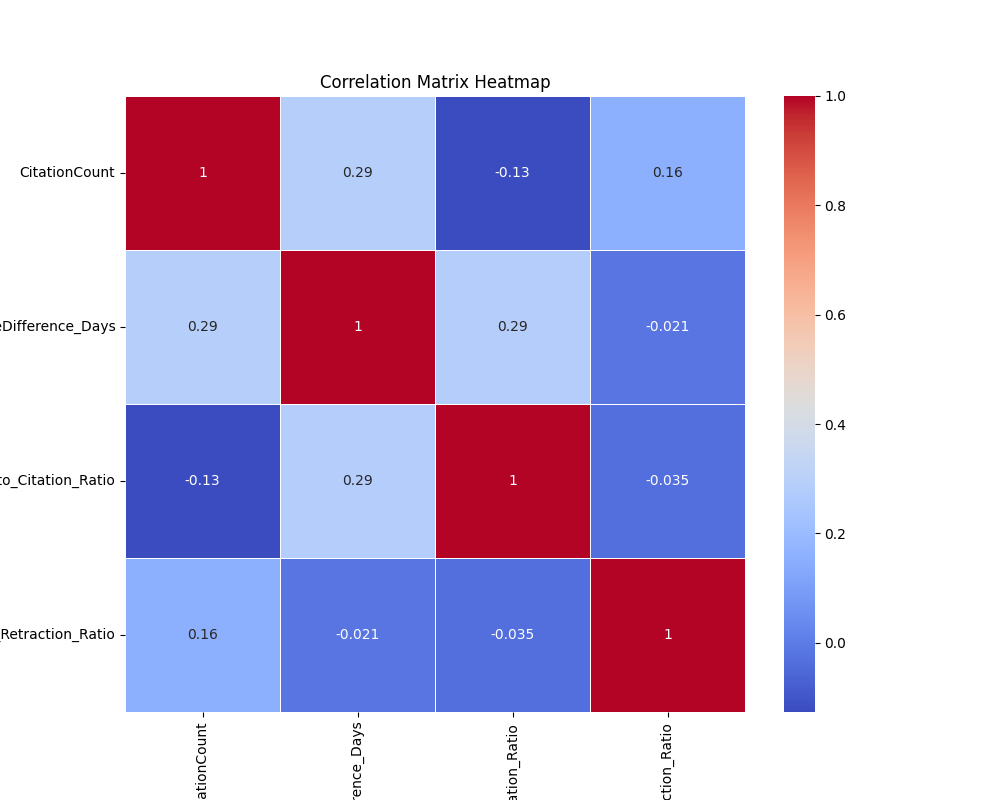 Correlation Matrix Heatmap
CitationCount
1
0.29
-0.13
0.16
Difference_Days
0.29
1
0.29
-0.021
to_Citation_Ratio
-0.13
0.29
1
-0.035
_Retraction_Ratio
0.16
-0.021
-0.035
1
ationCount
rence_Days
ation_Ratio
ction_Ratio
1.0
0.8
0.6
0.4
0.2
0.0